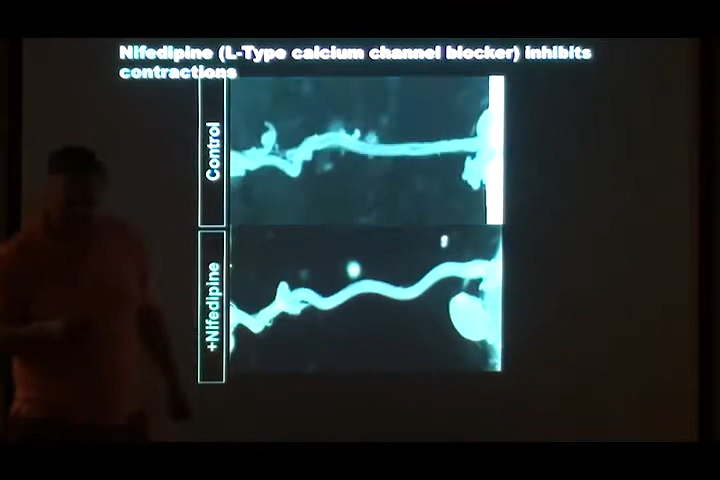 Nifedipine (L-Type calcium channel blocker) inhibits
contractions
Control
+Nifedipine